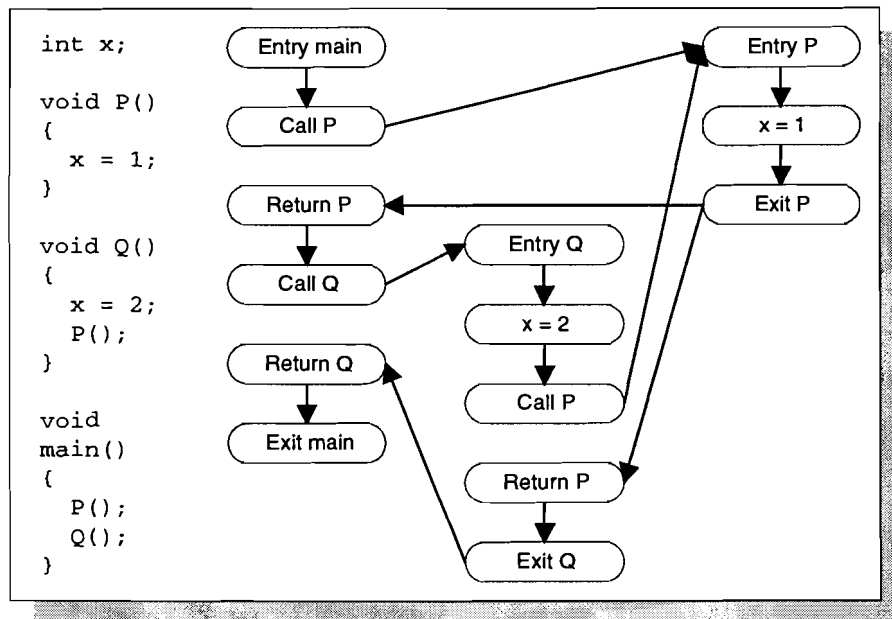 int x;
void P()
{
x = 1;
}
void Q()
{
x = 2;
P();
}
void
main()
{
P();
Q();
}
Entry main
Call P
Return P
Call Q
Return Q
Exit main
Entry Q
x = 2
Call P
Return P
Exit Q
Entry P
x = 1
Exit P